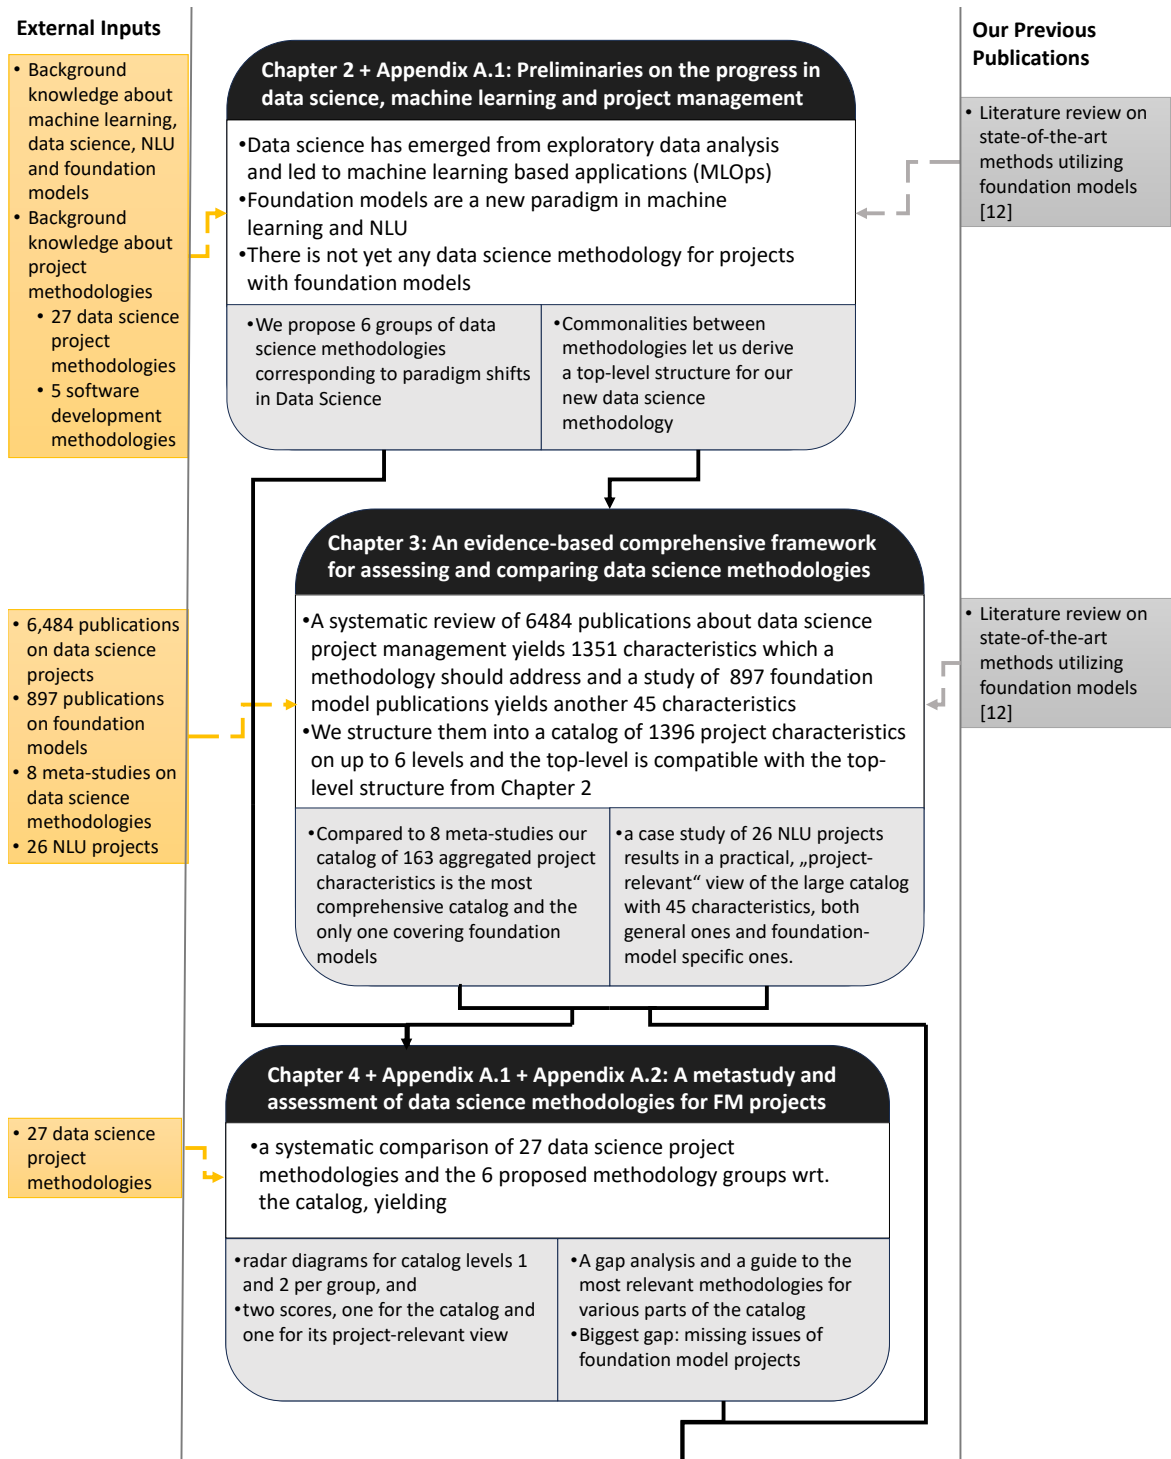 External Inputs
• Background
knowledge about
machine learning,
data science, NLU
and foundation
models
• Background
knowledge about
project
methodologies
• 27 data science
project
methodologies
• 5 software
development
methodologies
Our Previous
Publications
• Literature review on
state-of-the-art
methods utilizing
foundation models
[12]
Chapter 2 + Appendix A.1: Preliminaries on the progress in
data science, machine learning and project management
•Data science has emerged from exploratory data analysis
and led to machine learning based applications (MLOps)
•Foundation models are a new paradigm in machine
learning and NLU
•There is not yet any data science methodology for projects
with foundation models
•We propose 6 groups of data
science methodologies
corresponding to paradigm shifts
in Data Science
•Commonalities between
methodologies let us derive
a top-level structure for our
new data science
methodology
• 6,484 publications
on data science
projects
• 897 publications
on foundation
models
• 8 meta-studies on
data science
methodologies
• 26 NLU projects
• Literature review on
state-of-the-art
methods utilizing
foundation models
[12]
Chapter 3: An evidence-based comprehensive framework
for assessing and comparing data science methodologies
•A systematic review of 6484 publications about data science
project management yields 1351 characteristics which a
methodology should address and a study of 897 foundation
model publications yields another 45 characteristics
•We structure them into a catalog of 1396 project characteristics
on up to 6 levels and the top-level is compatible with the top-
level structure from Chapter 2
•Compared to 8 meta-studies our
catalog of 163 aggregated project
characteristics is the most
comprehensive catalog and the
only one covering foundation
models
•a case study of 26 NLU projects
results in a practical, „project-
relevant“ view of the large catalog
with 45 characteristics, both
general ones and foundation-
model specific ones.
• 27 data science
project
methodologies
Chapter 4 + Appendix A.1 + Appendix A.2: A metastudy and
assessment of data science methodologies for FM projects
•a systematic comparison of 27 data science project
methodologies and the 6 proposed methodology groups wrt.
the catalog, yielding
•radar diagrams for catalog levels 1
and 2 per group, and
•two scores, one for the catalog and
one for its project-relevant view
•A gap analysis and a guide to the
most relevant methodologies for
various parts of the catalog
•Biggest gap: missing issues of
foundation model projects